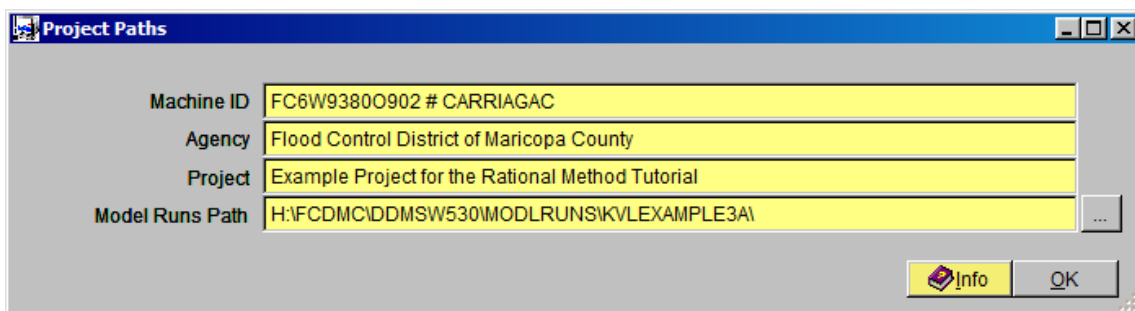 Project Paths
Machine ID FC6W9380O902 # CARRIAGAC
Agency Flood Control District of Maricopa County
Project Example Project for the Rational Method Tutorial
Model Runs Path H:\FCDMC\DDMSW530\MODLRUNS\KVLEXAMPLE3A\ ...
Info OK